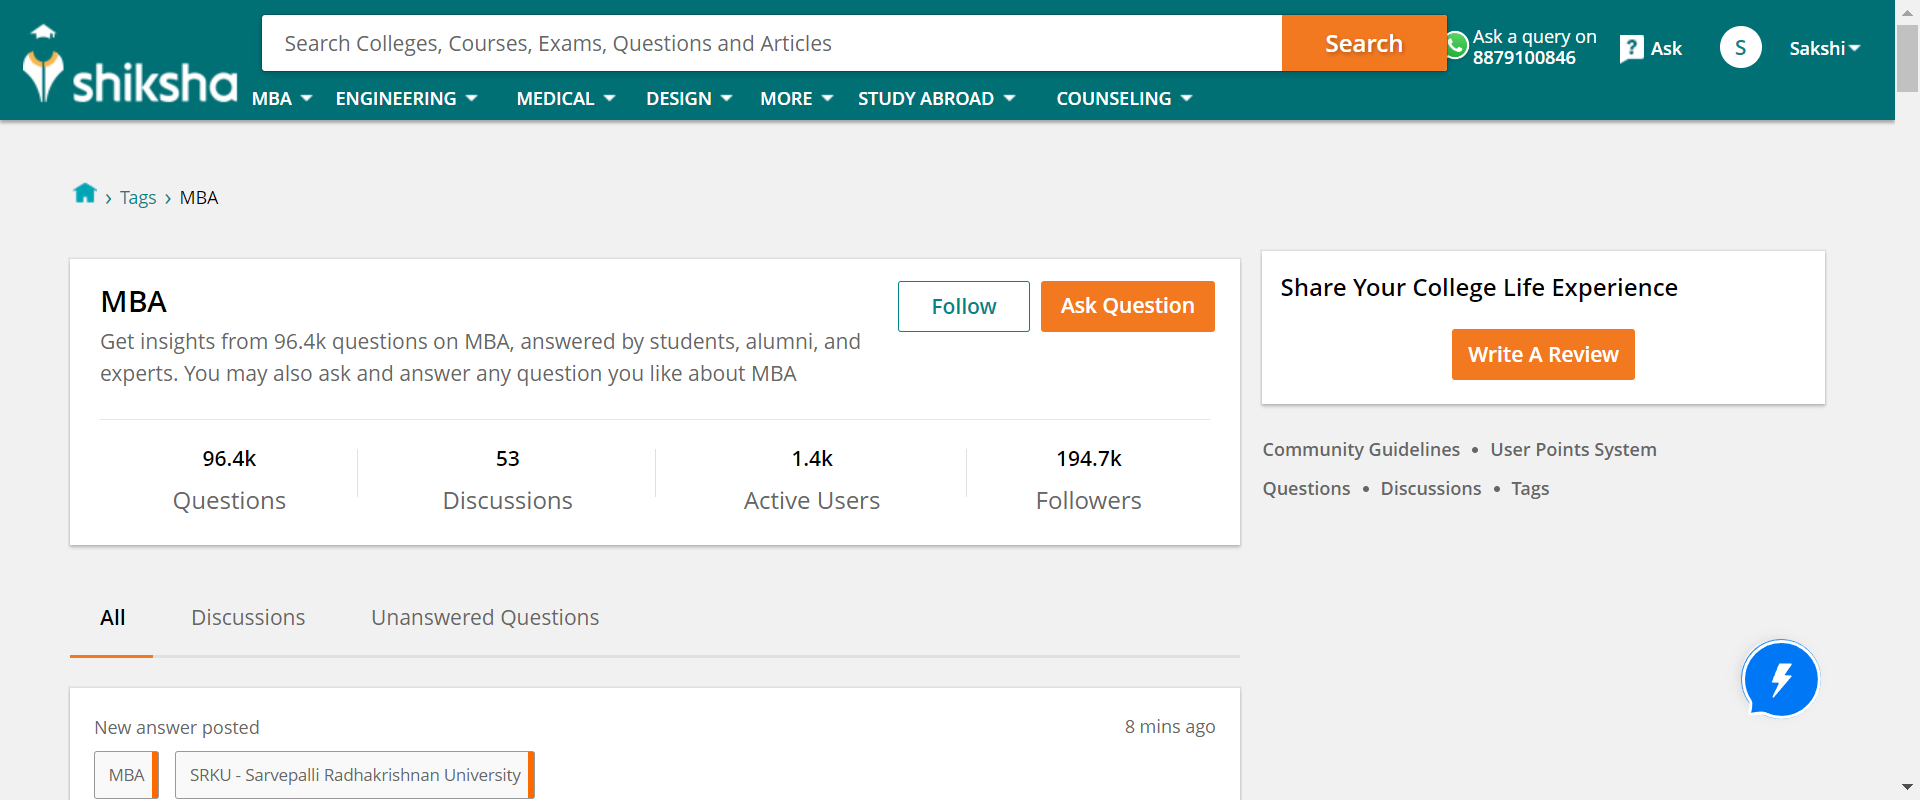 shiksha
Search Colleges, Courses, Exams, Questions and Articles
Search
Ask a query on
8879100846
? Ask
S
Sakshi
MBA
ENGINEERING
MEDICAL
DESIGN
MORE
STUDY ABROAD
COUNSELING
› Tags › MBA
MBA
Get insights from 96.4k questions on MBA, answered by students, alumni, and
experts. You may also ask and answer any question you like about MBA
Follow
Ask Question
96.4k
Questions
53
Discussions
1.4k
Active Users
194.7k
Followers
Share Your College Life Experience
Write A Review
Community Guidelines • User Points System
Questions • Discussions • Tags
All
Discussions
Unanswered Questions
New answer posted
8 mins ago
MBA
SRKU - Sarvepalli Radhakrishnan University